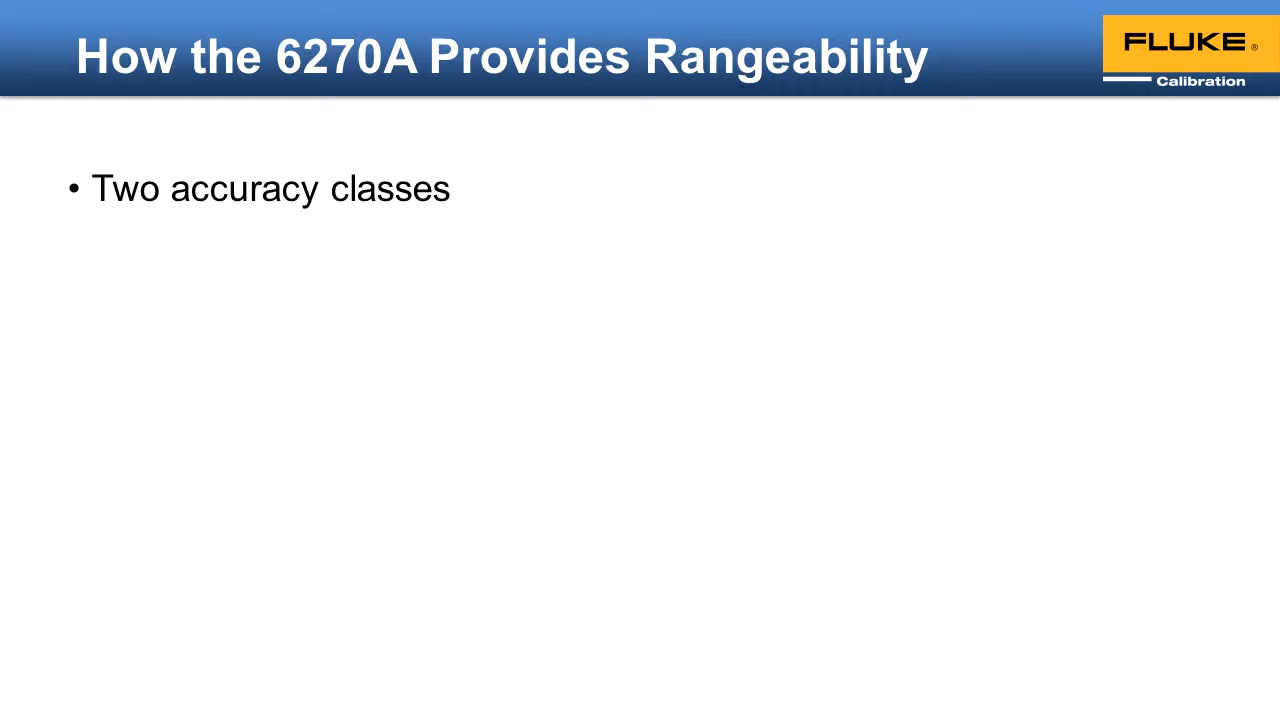 How the 6270A Provides Rangeability
FLUKE®
Calibration
• Two accuracy classes